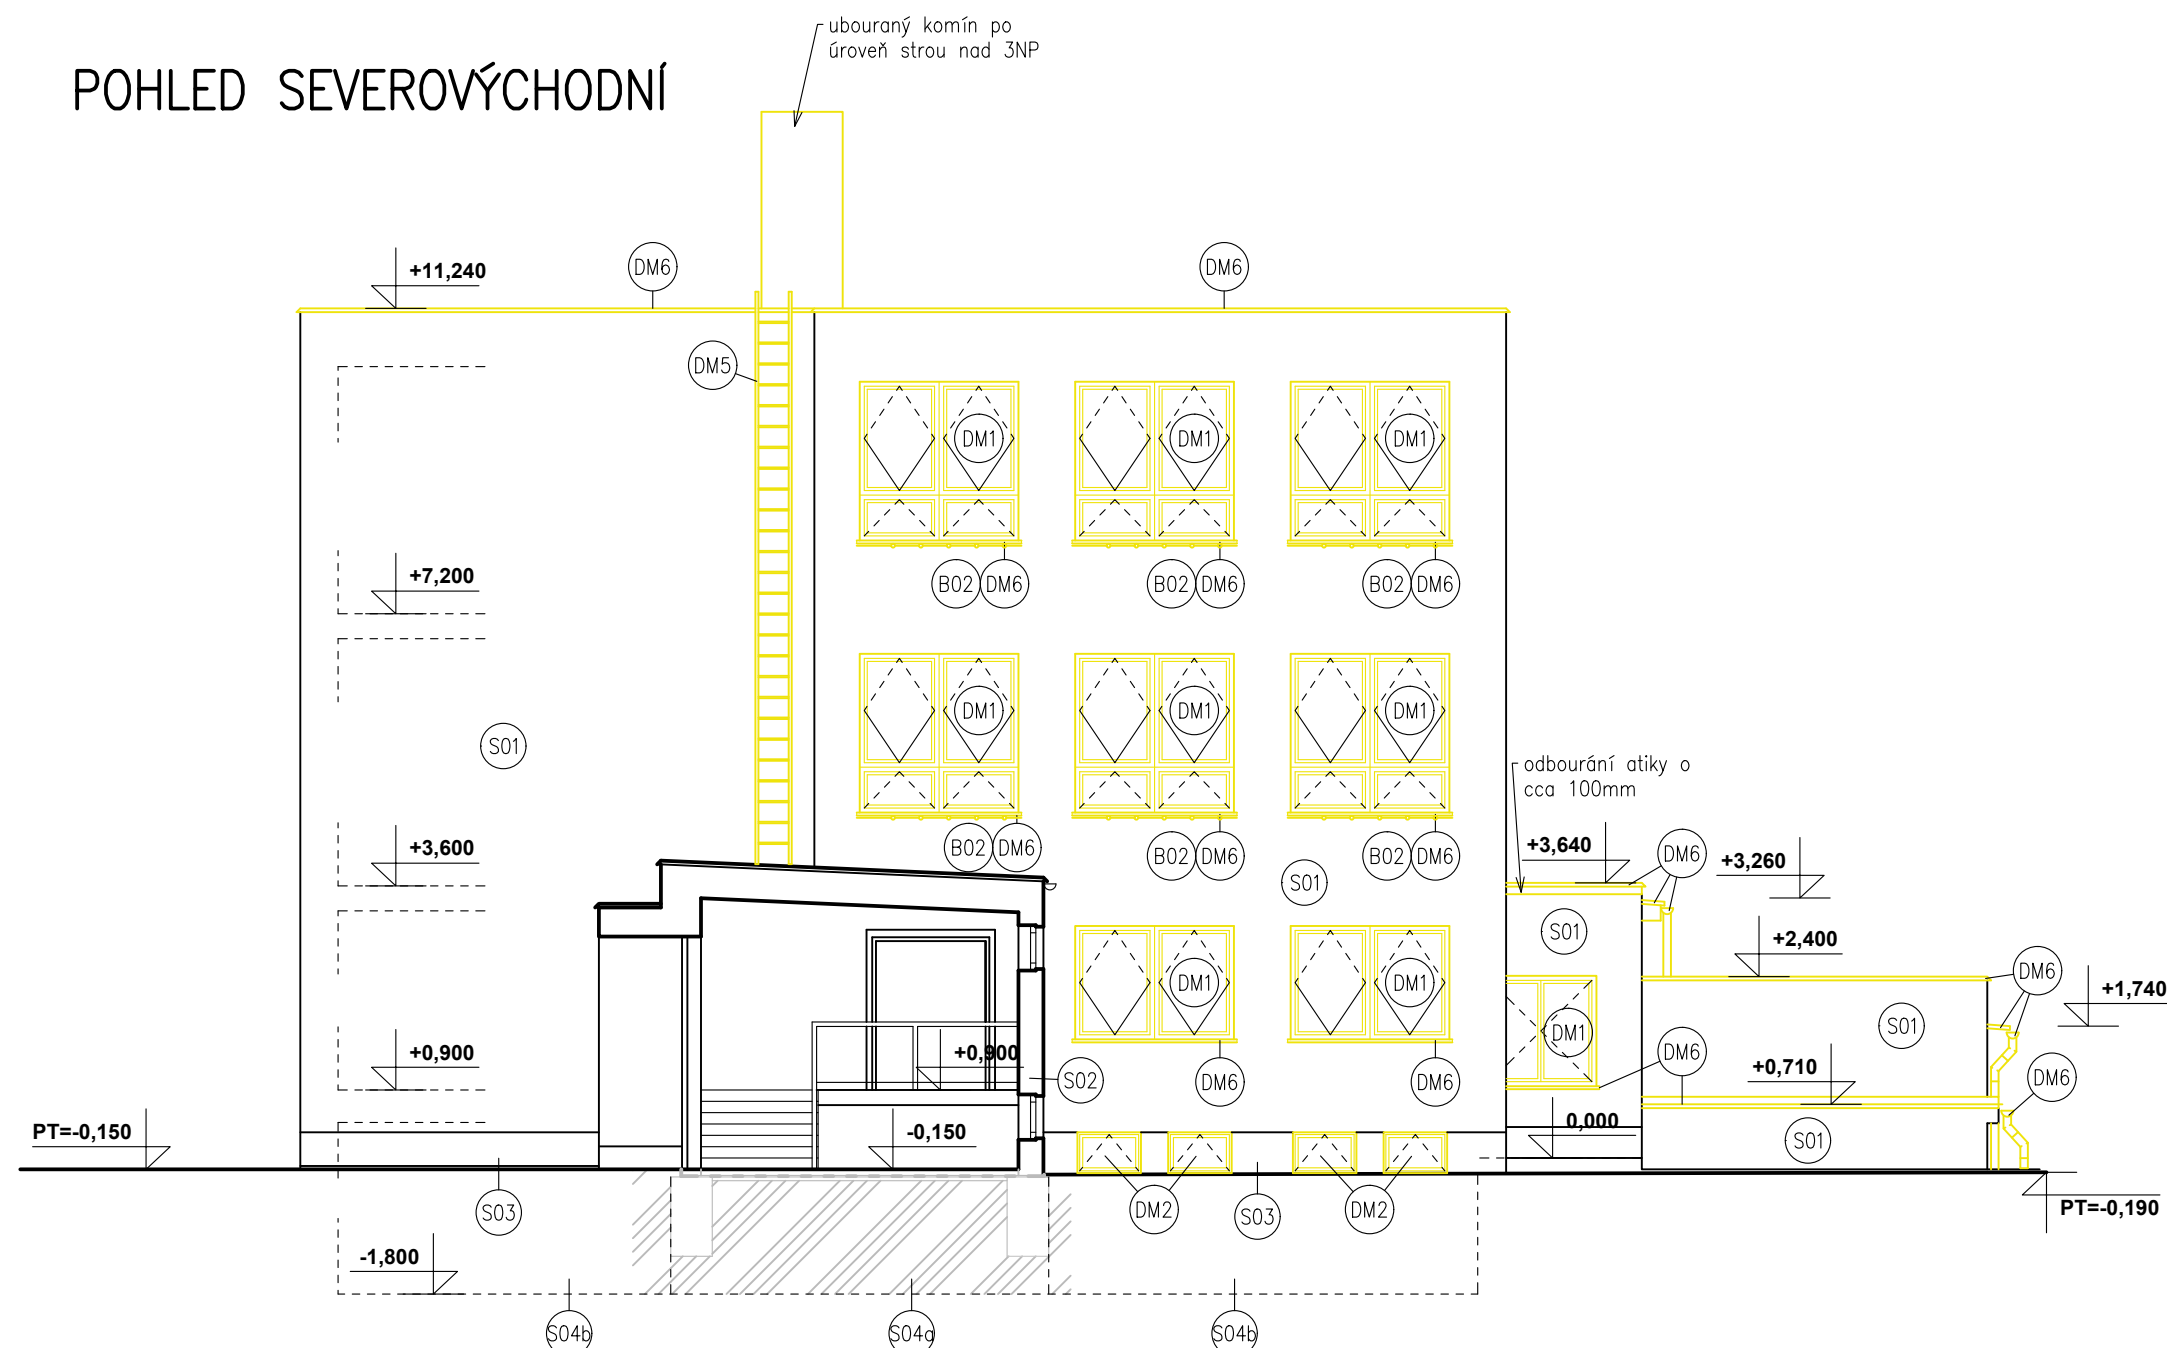 ubouraný komín po
úroveň strou nad 3NP
POHLED SEVEROVÝCHODNÍ
+11,240
DM6
DM6
DM5
DM1
DM1
DM1
+7,200
B02
DM6
B02
DM6
B02
DM6
S01
DM1
DM1
DM1
odbourání atiky o
cca 100mm
+3,600
B02
DM6
B02
DM6
B02
DM6
+3,640
DM6
+3,260
S01
S01
+2,400
DM6
+1,740
DM1
DM1
DM1
S01
+0,900
+0,900
S02
DM6
DM6
DM6
+0,710
DM6
PT=-0,150
-0,150
0,000
S01
S03
DM2
S03
DM2
PT=-0,190
-1,800
S04b
S04a
S04b